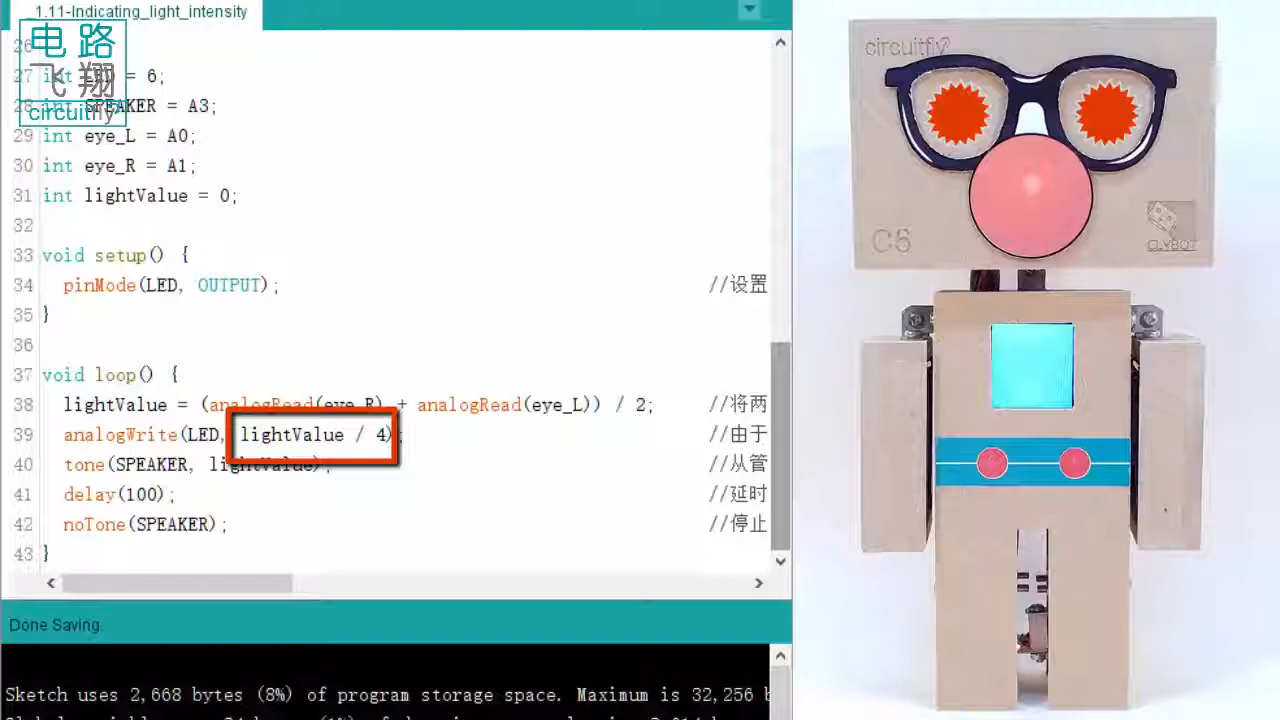 1.11-Indicating_light_intensity
电路
飞翔
circuitfly
26
27 int LED = 6;
28 int SPEAKER = A3;
29 int eye_L = A0;
30 int eye_R = A1;
31 int lightValue = 0;
32
33 void setup() {
34 pinMode(LED, OUTPUT); //设置
35 }
36
37 void loop() {
38 lightValue = (analogRead(eye_R) + analogRead(eye_L)) / 2; //将两
39 analogWrite(LED, lightValue / 4); //由于
40 tone(SPEAKER, lightValue); //从管
41 delay(100); //延时
42 noTone(SPEAKER); //停止
43 }
Done Saving.
Sketch uses 2,668 bytes (8%) of program storage space. Maximum is 32,256 b
circuitfly
C6
CLYBOT